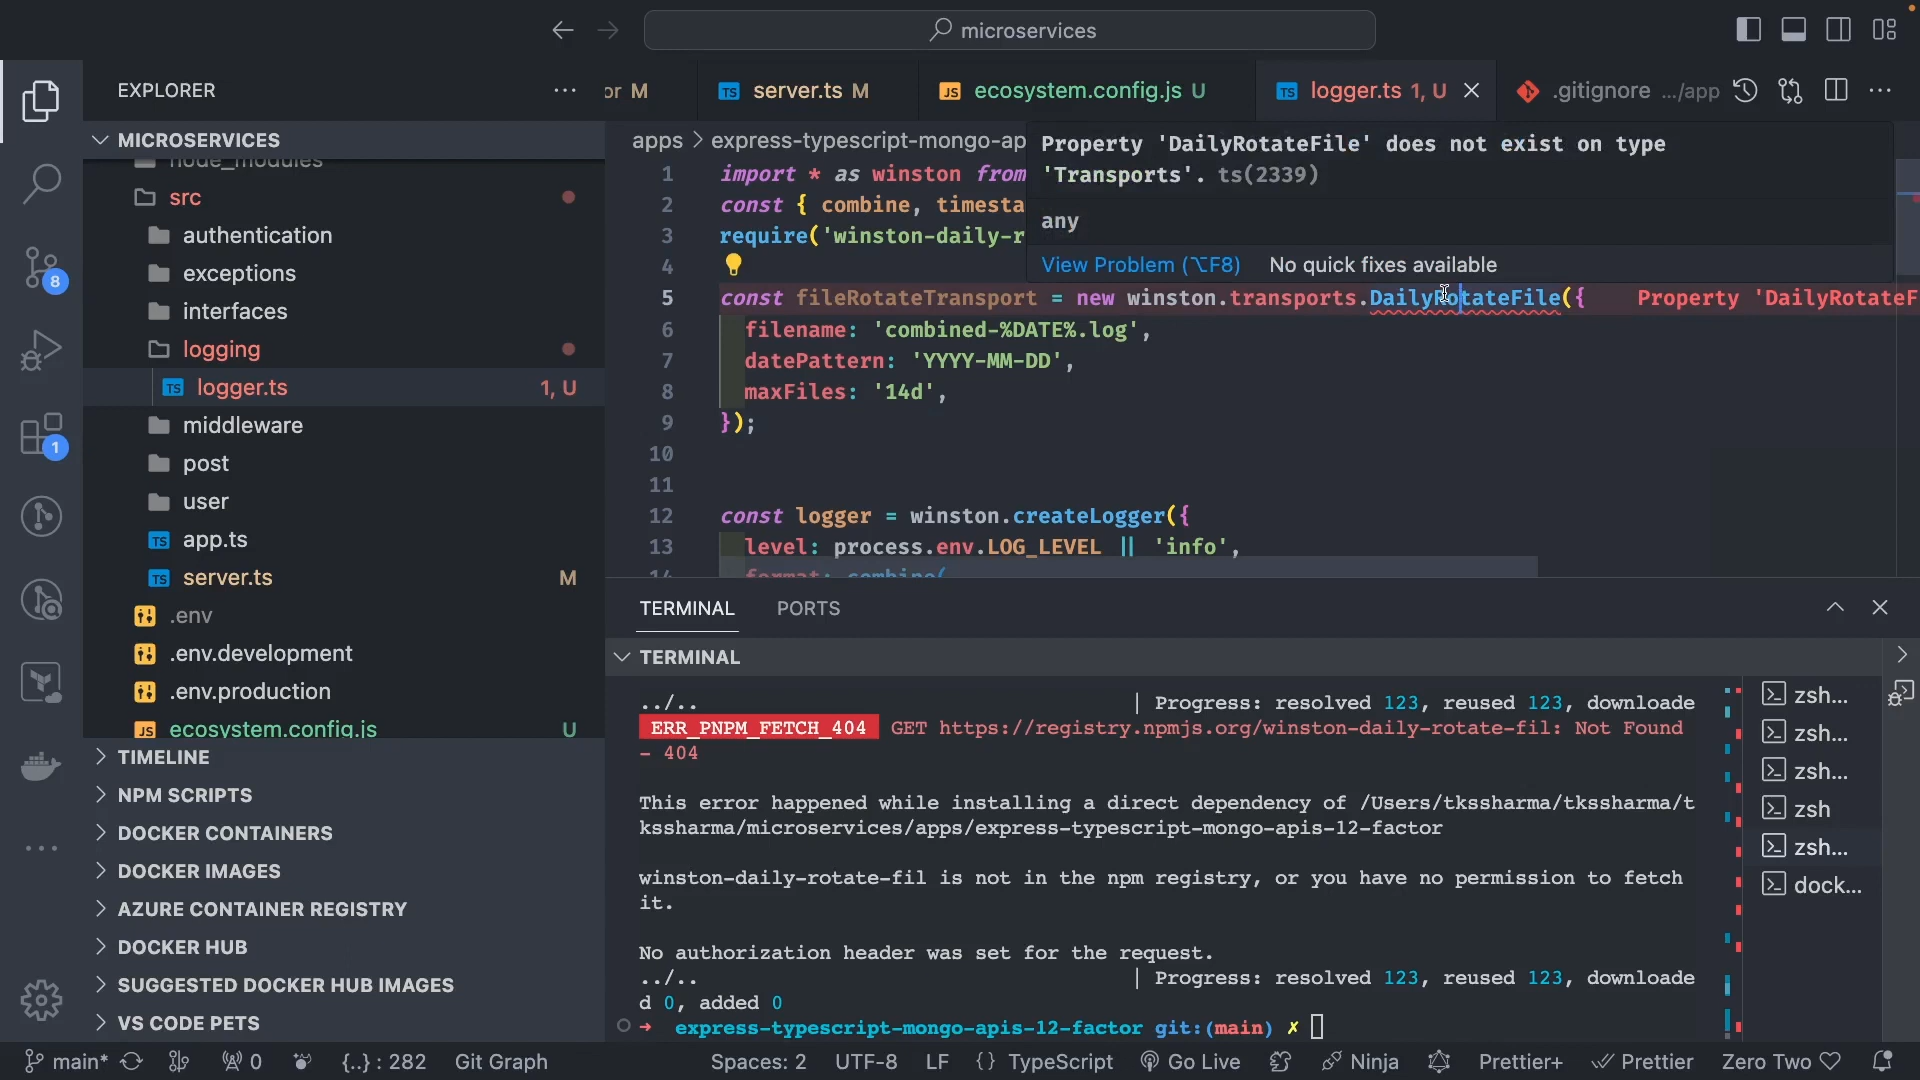 microservices
EXPLORER
or M
server.ts M
ecosystem.config.js U
logger.ts 1, U
.gitignore .../app
MICROSERVICES
node_modules
src
authentication
exceptions
interfaces
logging
logger.ts 1, U
middleware
post
user
app.ts
server.ts M
.env
.env.development
.env.production
ecosystem.config.js U
TIMELINE
NPM SCRIPTS
DOCKER CONTAINERS
DOCKER IMAGES
AZURE CONTAINER REGISTRY
DOCKER HUB
SUGGESTED DOCKER HUB IMAGES
VS CODE PETS
8
1
apps > express-typescript-mongo-ap
Property 'DailyRotateFile' does not exist on type
'Transports'. ts(2339)
any
View Problem (⌥F8) No quick fixes available
1 import * as winston from
2 const { combine, timesta
3 require('winston-daily-r
4
5 const fileRotateTransport = new winston.transports.DailyRotateFile({ Property 'DailyRotateF
6 filename: 'combined-%DATE%.log',
7 datePattern: 'YYYY-MM-DD',
8 maxFiles: '14d',
9 });
10
11
12 const logger = winston.createLogger({
13 level: process.env.LOG_LEVEL || 'info',
14 format: combine(
TERMINAL PORTS
TERMINAL
../.. | Progress: resolved 123, reused 123, downloade
ERR_PNPM_FETCH_404 GET https://registry.npmjs.org/winston-daily-rotate-fil: Not Found
- 404
This error happened while installing a direct dependency of /Users/tkssharma/tkssharma/t
kssharma/microservices/apps/express-typescript-mongo-apis-12-factor
winston-daily-rotate-fil is not in the npm registry, or you have no permission to fetch
it.
No authorization header was set for the request.
../.. | Progress: resolved 123, reused 123, downloade
d 0, added 0
➜ express-typescript-mongo-apis-12-factor git:(main) ✗
zsh...
zsh...
zsh...
zsh
zsh...
dock...
main* 0 {..} : 282 Git Graph Spaces: 2 UTF-8 LF {} TypeScript Go Live Ninja Prettier+ Prettier Zero Two